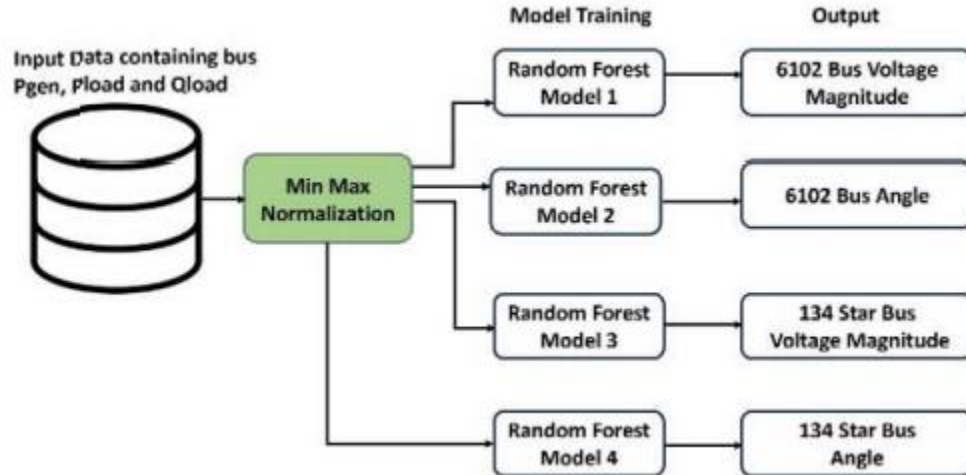 Model Training
Output
Input Data containing bus
Pgen, Pload and Qload
Min Max
Normalization
Random Forest
Model 1
6102 Bus Voltage
Magnitude
Random Forest
Model 2
6102 Bus Angle
Random Forest
Model 3
134 Star Bus
Voltage Magnitude
Random Forest
Model 4
134 Star Bus
Angle